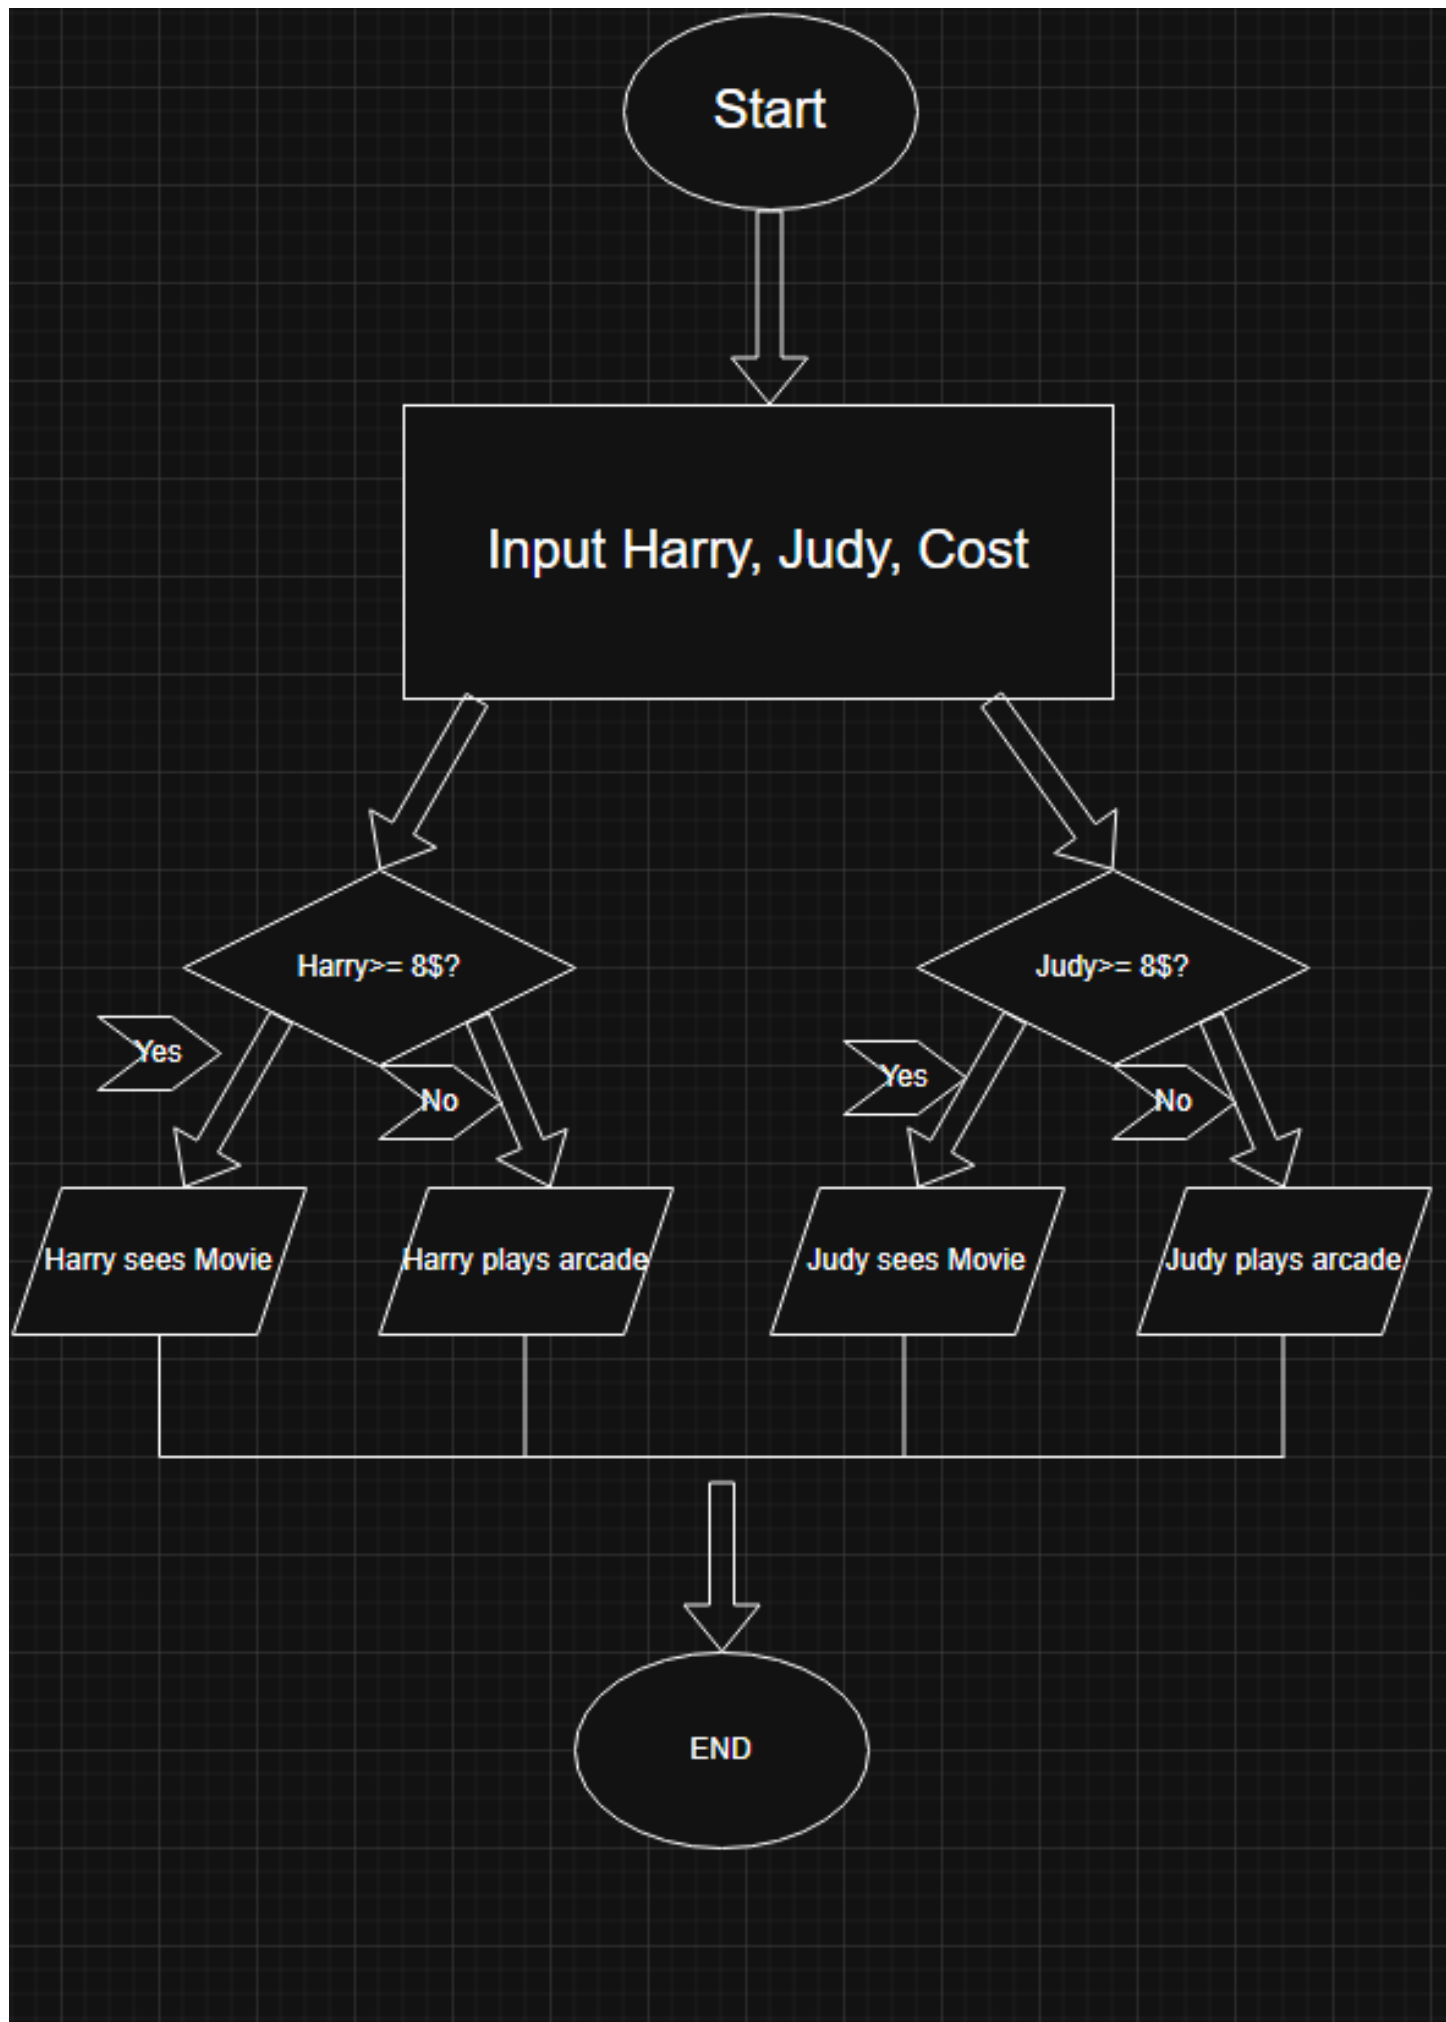 Start
Input Harry, Judy, Cost
Harry>= 8$?
Judy>= 8$?
Yes
No
Yes
No
Harry sees Movie
Harry plays arcade
Judy sees Movie
Judy plays arcade
END